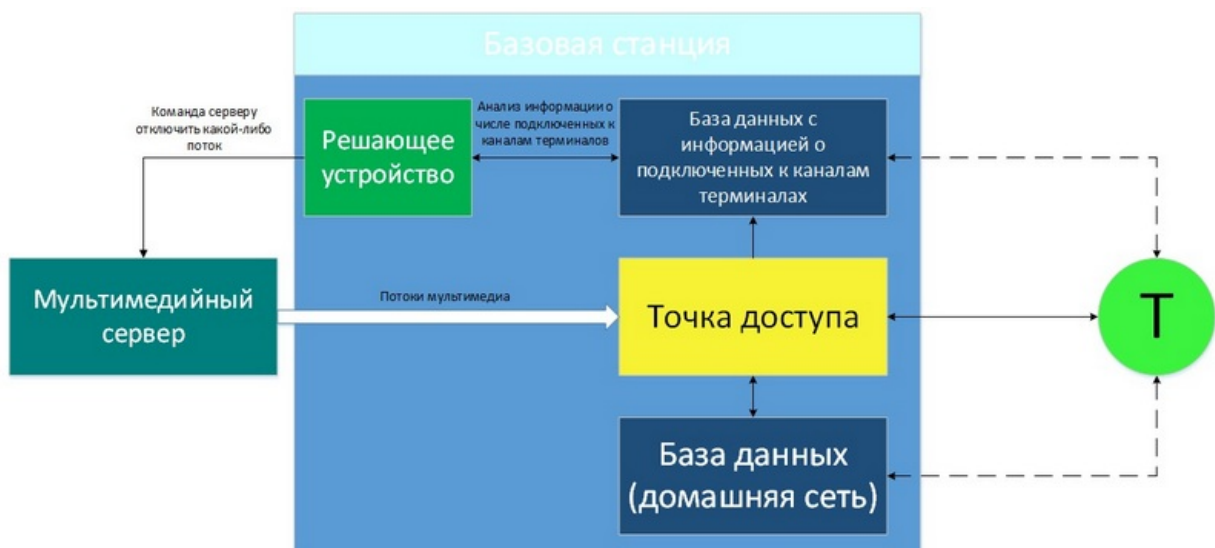 Базовая станция
Команда серверу
отключить какой-либо
поток
Решающее
устройство
Анализ информации о
числе подключенных к
каналам терминалов
База данных с
информацией о
подключенных к каналам
терминалах
Мультимедийный
сервер
Потоки мультимедиа
Точка доступа
Т
База данных
(домашняя сеть)